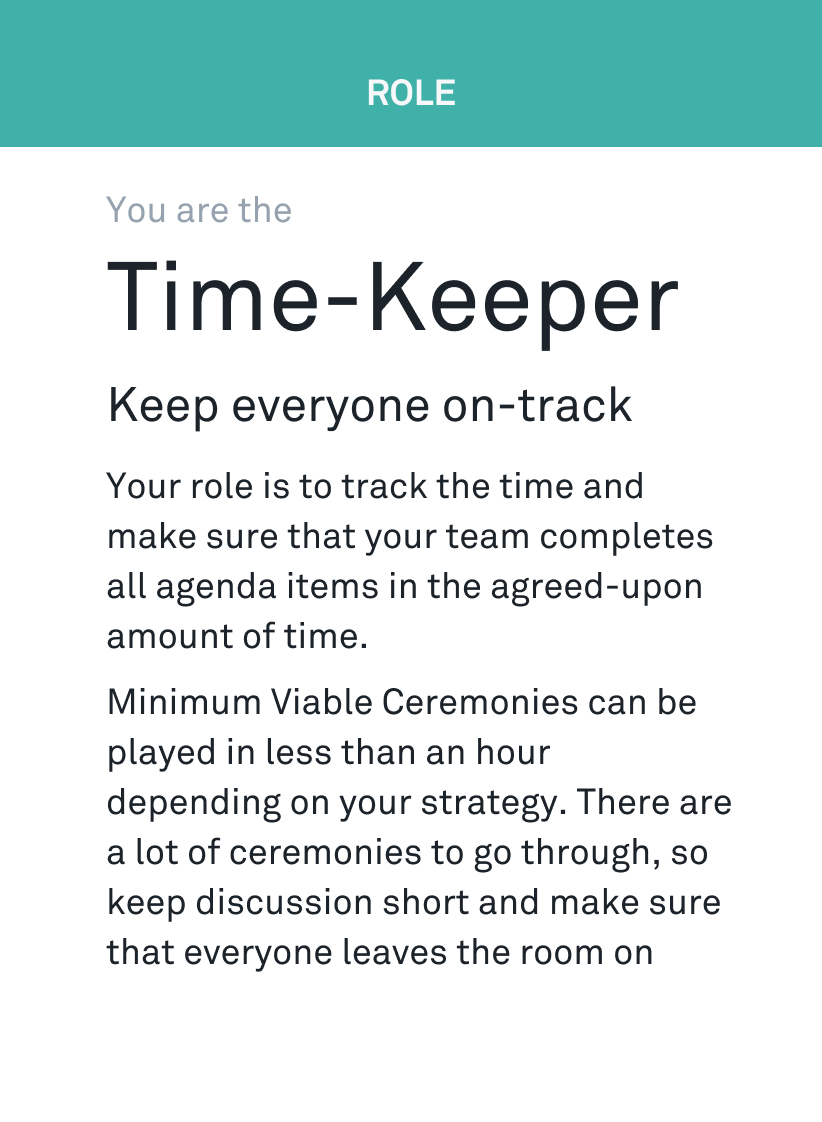 ROLE
You are the
Time-Keeper
Keep everyone on-track
Your role is to track the time and
make sure that your team completes
all agenda items in the agreed-upon
amount of time.
Minimum Viable Ceremonies can be
played in less than an hour
depending on your strategy. There are
a lot of ceremonies to go through, so
keep discussion short and make sure
that everyone leaves the room on